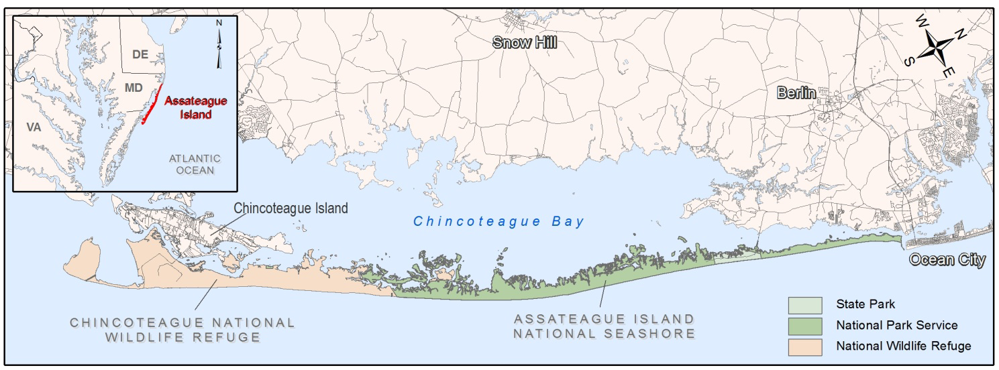 N
DE
MD
VA
Assateague
Island
ATLANTIC
OCEAN
Snow Hill
Berlin
W
N
S
E
Chincoteague Island
Chincoteague Bay
Ocean City
CHINCOTEAGUE NATIONAL
WILDLIFE REFUGE
ASSATEAGUE ISLAND
NATIONAL SEASHORE
State Park
National Park Service
National Wildlife Refuge